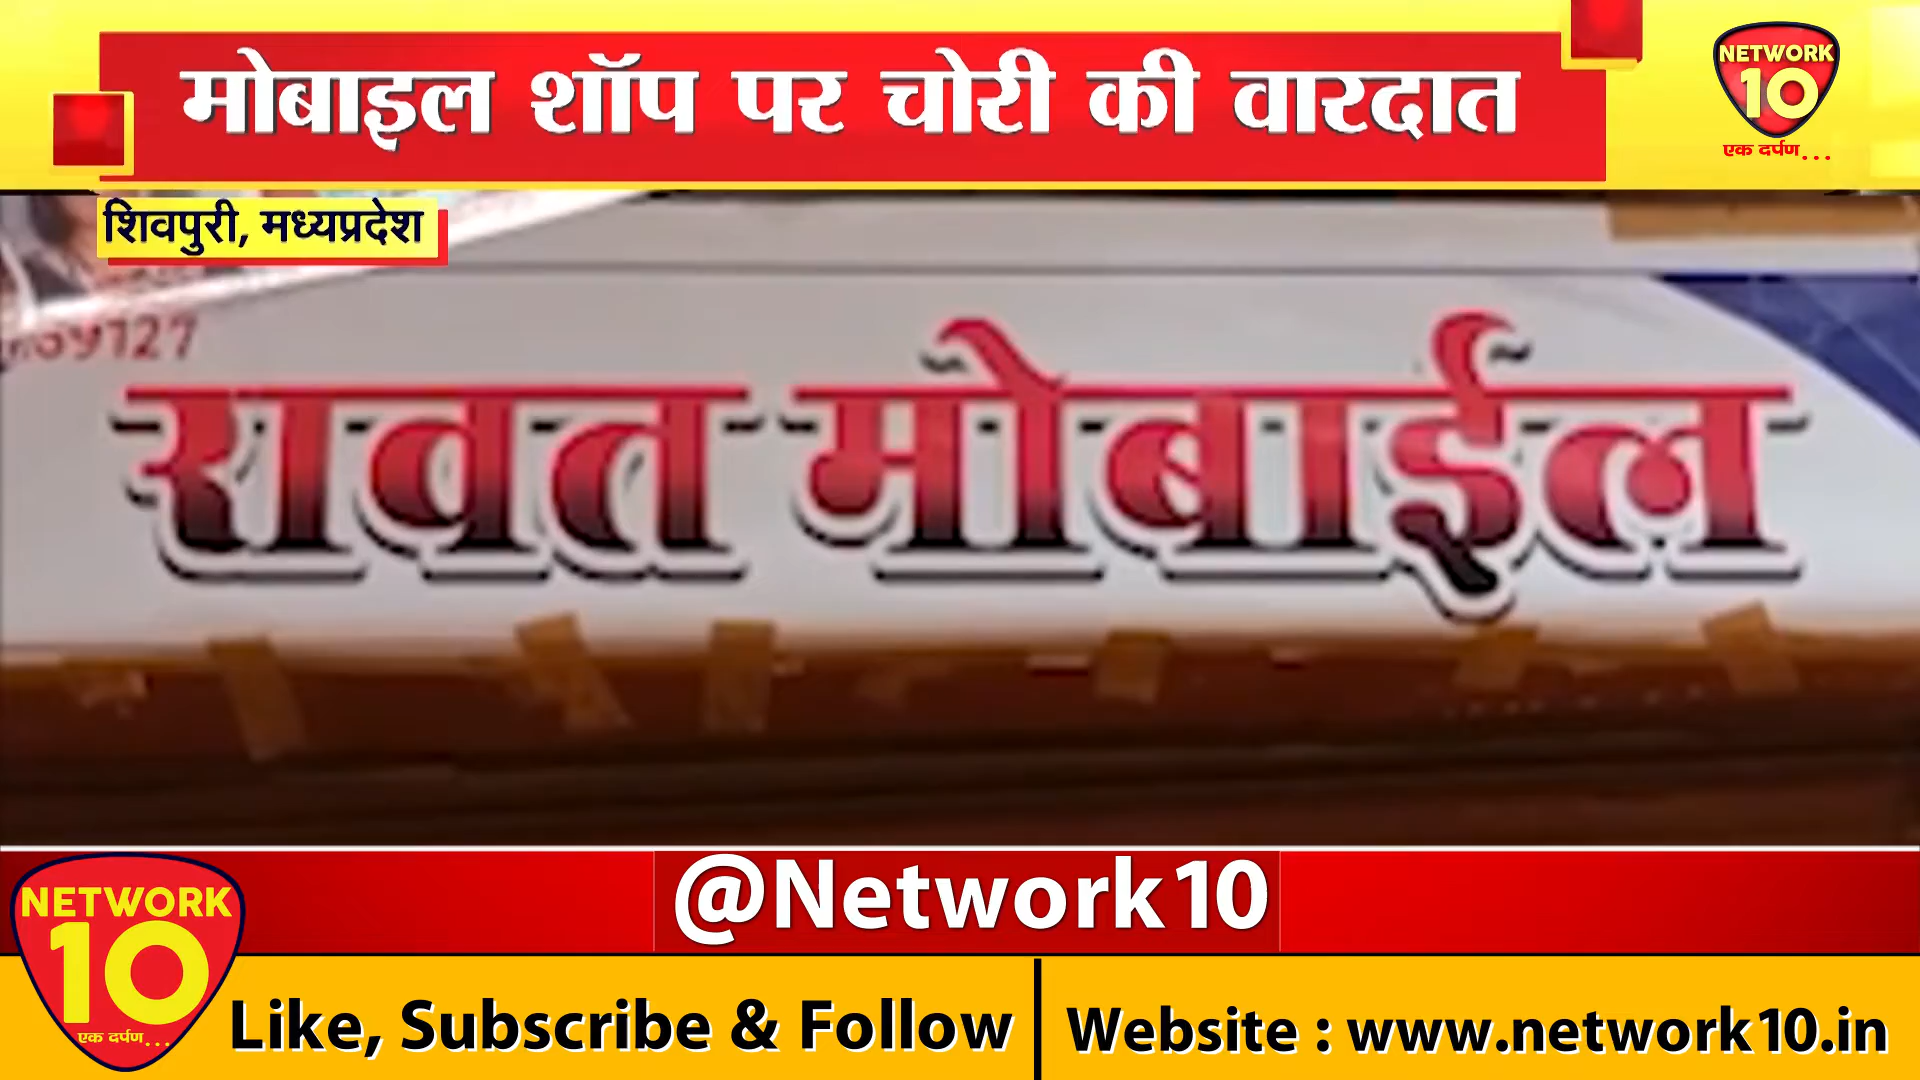 मोबाइल शॉप पर चोरी की वारदात
NETWORK
10
एक दर्पण...
शिवपुरी, मध्यप्रदेश
39127
रावत मोबाईल
@Network10
NETWORK
10
एक दर्पण...
Like, Subscribe & Follow
Website : www.network10.in